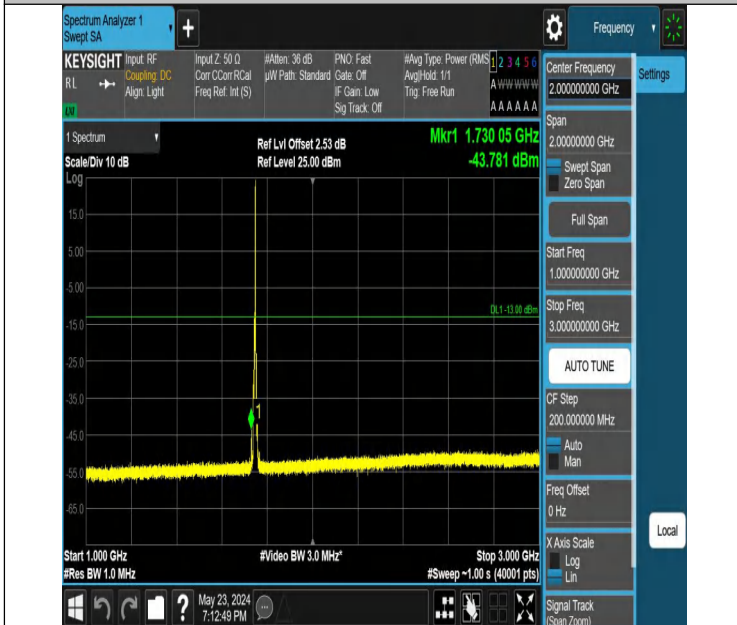 Spectrum Analyzer 1
Swept SA
+
Frequency
KEYSIGHT
RL
Input: RF
Coupling: DC
Align: Light
Input Z: 50 Ω
Corr CCorr RCal
Freq Ref: Int (S)
#Atten: 36 dB
µW Path: Standard
PNO: Fast
Gate: Off
IF Gain: Low
Sig Track: Off
#Avg Type: Power (RMS
Avg|Hold: 1/1
Trig: Free Run
1 2 3 4 5 6
A W W W W W
A A A A A A
1 Spectrum
Scale/Div 10 dB
Log
Ref Lvl Offset 2.53 dB
Ref Level 25.00 dBm
Mkr1 1.730 05 GHz
-43.781 dBm
15.0
5.00
-5.00
-15.0
-25.0
-35.0
-45.0
-55.0
-65.0
DL1 -13.00 dBm
1
Start 1.000 GHz
#Res BW 1.0 MHz
#Video BW 3.0 MHz*
Stop 3.000 GHz
#Sweep ~1.00 s (40001 pts)
May 23, 2024
7:12:49 PM
Center Frequency
2.000000000 GHz
Span
2.00000000 GHz
Swept Span
Zero Span
Full Span
Start Freq
1.000000000 GHz
Stop Freq
3.000000000 GHz
AUTO TUNE
CF Step
200.000000 MHz
Auto
Man
Freq Offset
0 Hz
X Axis Scale
Log
Lin
Signal Track
(Span Zoom)
Settings
Local